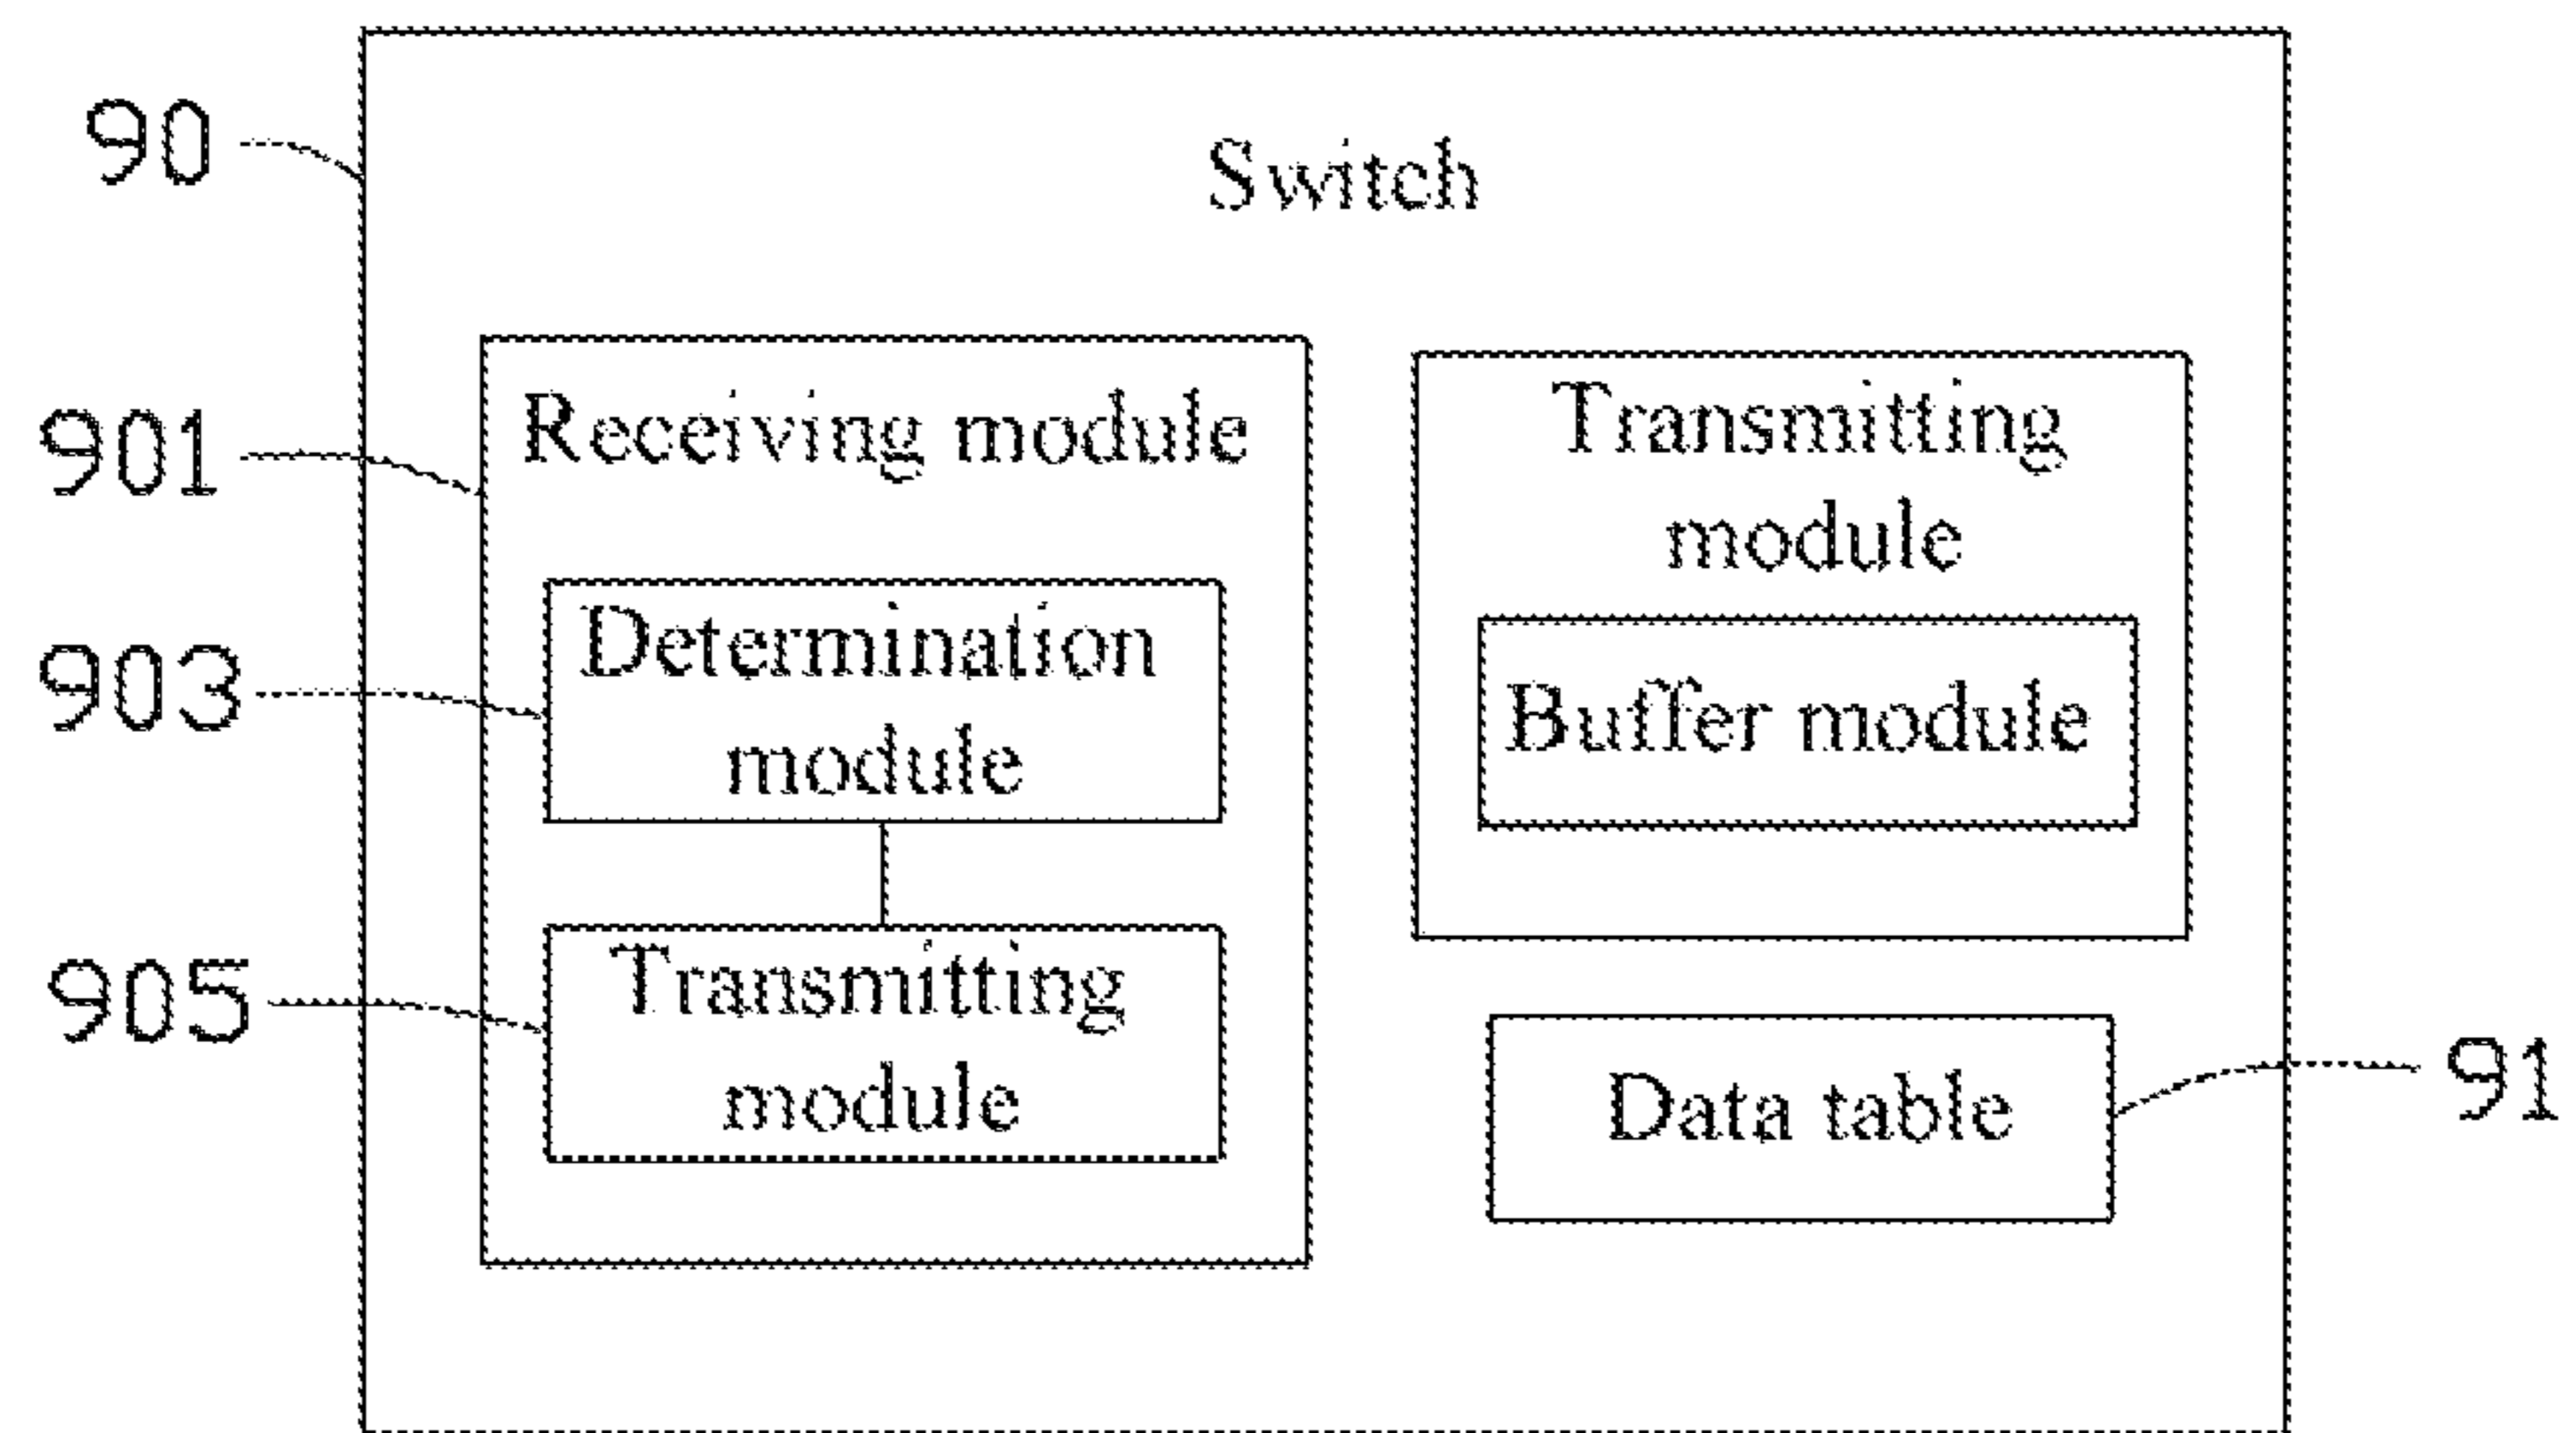 90
Switch
901
Receiving module
903
Determination
module
905
Transmitting
module
Transmitting
module
Buffer module
Data table
91